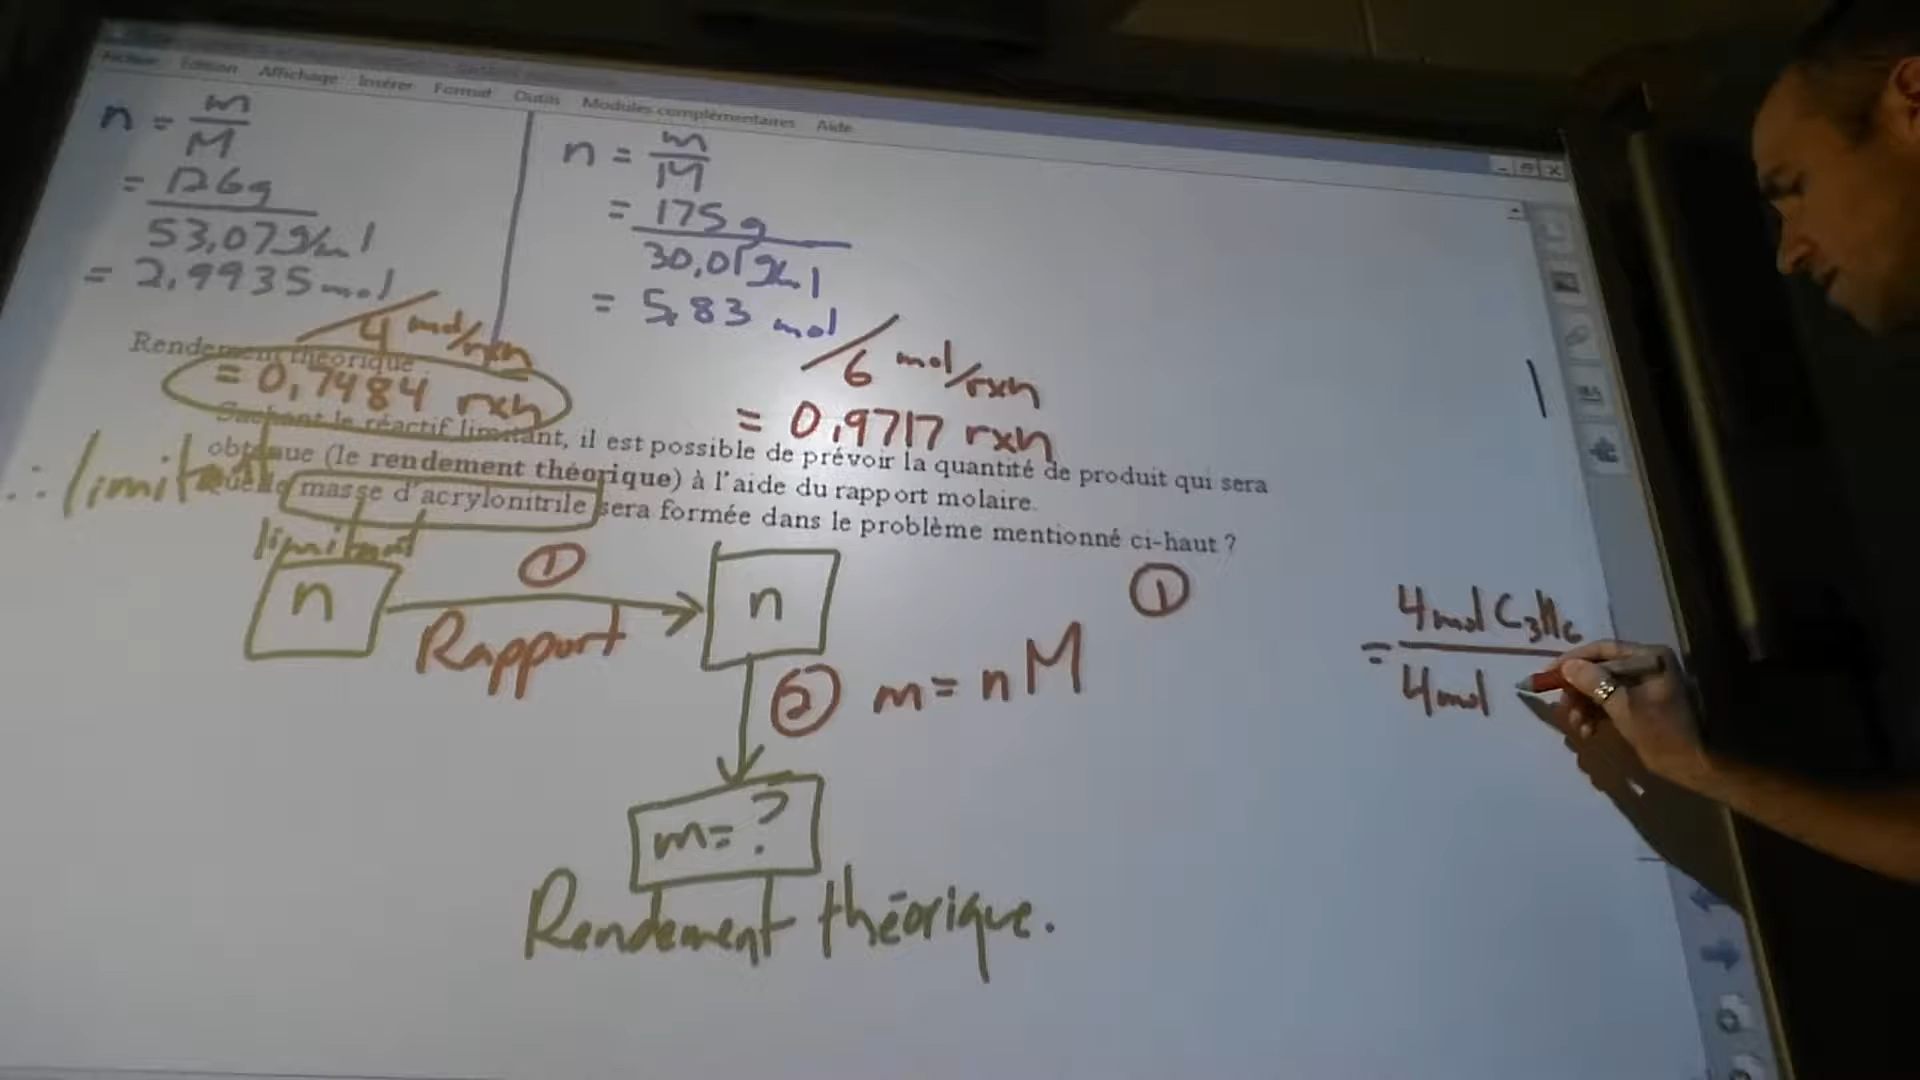 Édition Affichage Insérer Format Outils Modules complémentaires Aide
n = m/M
= 126g
53,07g/mol
= 2,9935 mol
4 mol/rxn
= 0,7484 rxn
n = m/M
= 175 g
30,01 g/mol
= 5,83 mol
6 mol/rxn
= 0,9717 rxn
Rendement théorique
Sachant le réactif limitant, il est possible de prévoir la quantité de produit qui sera
obtenue (le rendement théorique) à l'aide du rapport molaire.
Quelle masse d'acrylonitrile sera formée dans le problème mentionné ci-haut ?
∴ limitant
limitant
n
①
Rapport
n
② m = nM
m = ?
Rendement théorique.
①
= 4 mol C3H6
4 mol